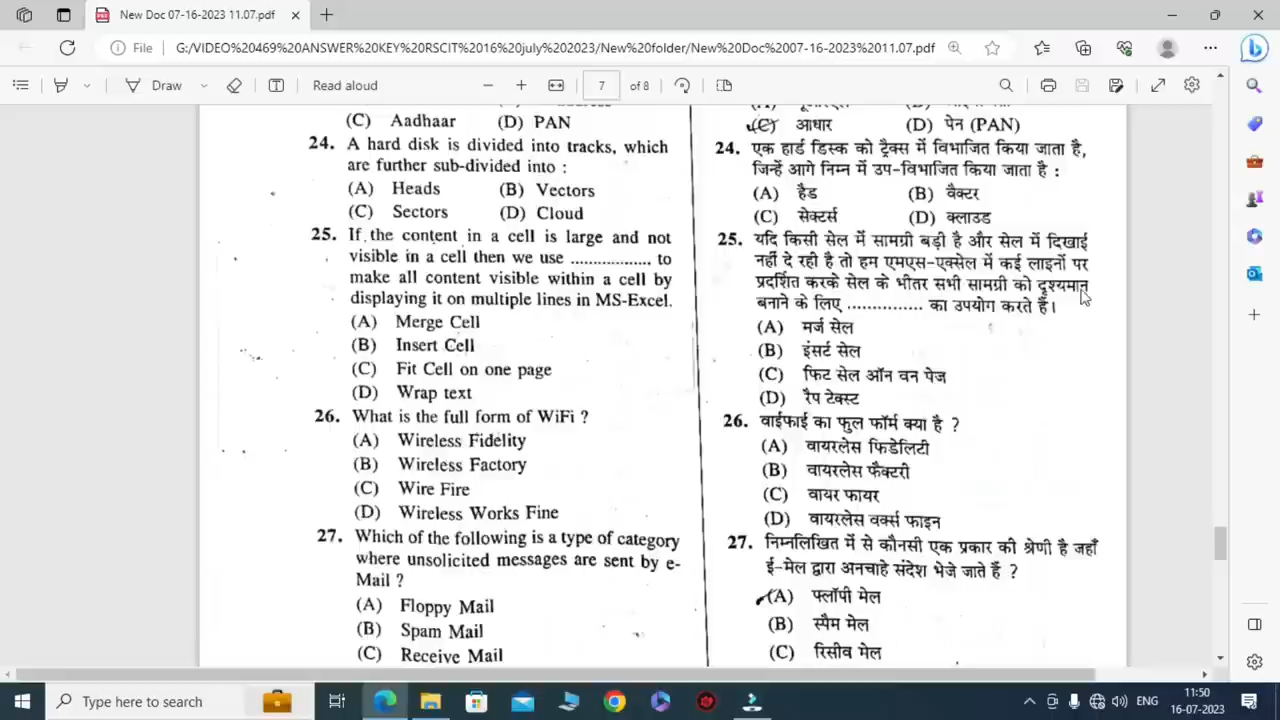 New Doc 07-16-2023 11.07.pdf
File G:/VIDEO%20469%20ANSWER%20KEY%20RSCIT%2016%20july%202023/New%20folder/New%20Doc%2007-16-2023%2011.07.pdf
Draw Read aloud 7 of 8
(C) Aadhaar (D) PAN
24. A hard disk is divided into tracks, which
are further sub-divided into :
(A) Heads (B) Vectors
(C) Sectors (D) Cloud
25. If the content in a cell is large and not
visible in a cell then we use .................. to
make all content visible within a cell by
displaying it on multiple lines in MS-Excel.
(A) Merge Cell
(B) Insert Cell
(C) Fit Cell on one page
(D) Wrap text
26. What is the full form of WiFi ?
(A) Wireless Fidelity
(B) Wireless Factory
(C) Wire Fire
(D) Wireless Works Fine
27. Which of the following is a type of category
where unsolicited messages are sent by e-
Mail ?
(A) Floppy Mail
(B) Spam Mail
(C) Receive Mail
(C) आधार (D) पेन (PAN)
24. एक हार्ड डिस्क को ट्रैक्स में विभाजित किया जाता है,
जिन्हें आगे निम्न में उप-विभाजित किया जाता है :
(A) हैड (B) वैक्टर
(C) सेक्टर्स (D) क्लाउड
25. यदि किसी सेल में सामग्री बड़ी है और सेल में दिखाई
नहीं दे रही है तो हम एमएस-एक्सेल में कई लाइनों पर
प्रदर्शित करके सेल के भीतर सभी सामग्री को दृश्यमान
बनाने के लिए ................ का उपयोग करते हैं।
(A) मर्ज सेल
(B) इंसर्ट सेल
(C) फिट सेल ऑन वन पेज
(D) रैप टेक्स्ट
26. वाईफाई का फुल फॉर्म क्या है ?
(A) वायरलेस फिडेलिटी
(B) वायरलेस फैक्टरी
(C) वायर फायर
(D) वायरलेस वर्क्स फाइन
27. निम्नलिखित में से कौनसी एक प्रकार की श्रेणी है जहाँ
ई-मेल द्वारा अनचाहे संदेश भेजे जाते हैं ?
(A) फ्लॉपी मेल
(B) स्पैम मेल
(C) रिसीव मेल
Type here to search
ENG
11:50
16-07-2023